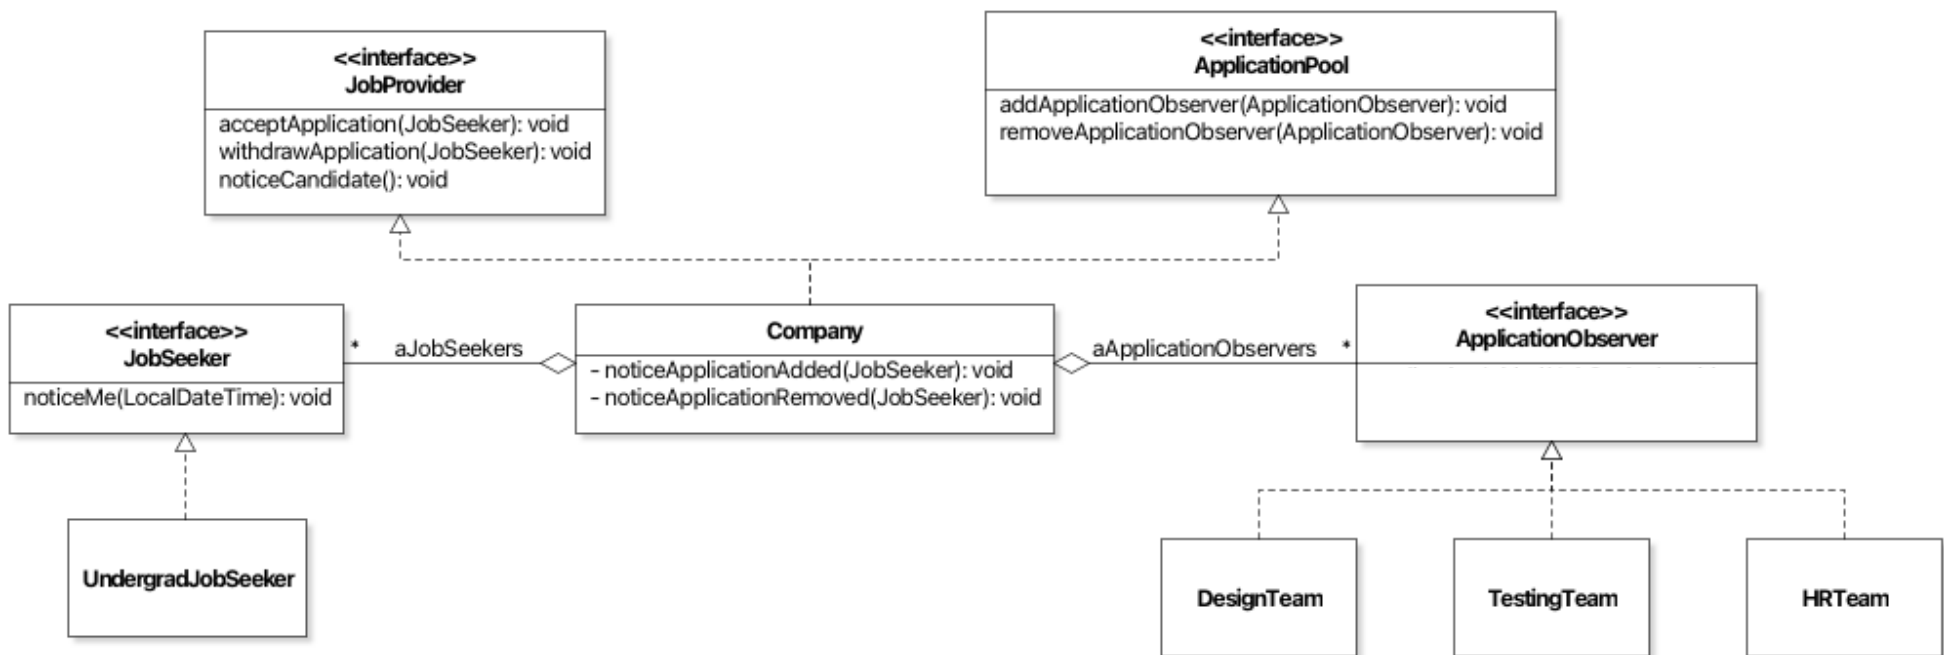 <<interface>>
JobProvider
acceptApplication(JobSeeker): void
withdrawApplication(JobSeeker): void
noticeCandidate(): void
<<interface>>
ApplicationPool
addApplicationObserver(ApplicationObserver): void
removeApplicationObserver(ApplicationObserver): void
<<interface>>
JobSeeker
noticeMe(LocalDateTime): void
* aJobSeekers
Company
- noticeApplicationAdded(JobSeeker): void
- noticeApplicationRemoved(JobSeeker): void
aApplicationObservers *
<<interface>>
ApplicationObserver
UndergradJobSeeker
DesignTeam
TestingTeam
HRTeam